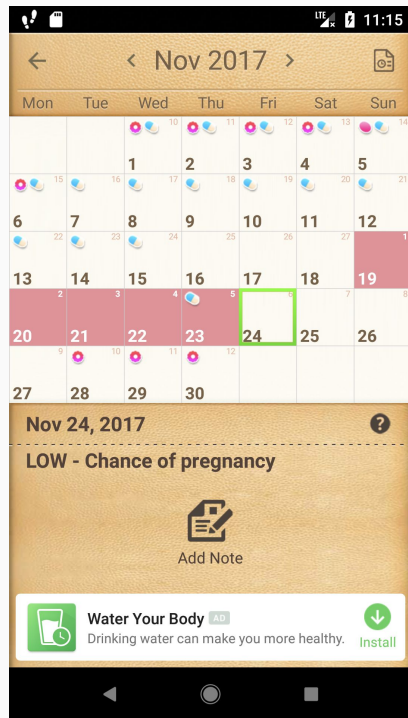 LTE 11:15
Nov 2017
Mon Tue Wed Thu Fri Sat Sun
10 11 12 13 14
1 2 3 4 5
15 16 17 18 19 20 21
6 7 8 9 10 11 12
22 23 24 25 26 27 1
13 14 15 16 17 18 19
2 3 4 5 6 7 8
20 21 22 23 24 25 26
9 10 11 12
27 28 29 30
Nov 24, 2017 ?
LOW - Chance of pregnancy
Add Note
Water Your Body AD
Drinking water can make you more healthy.
Install